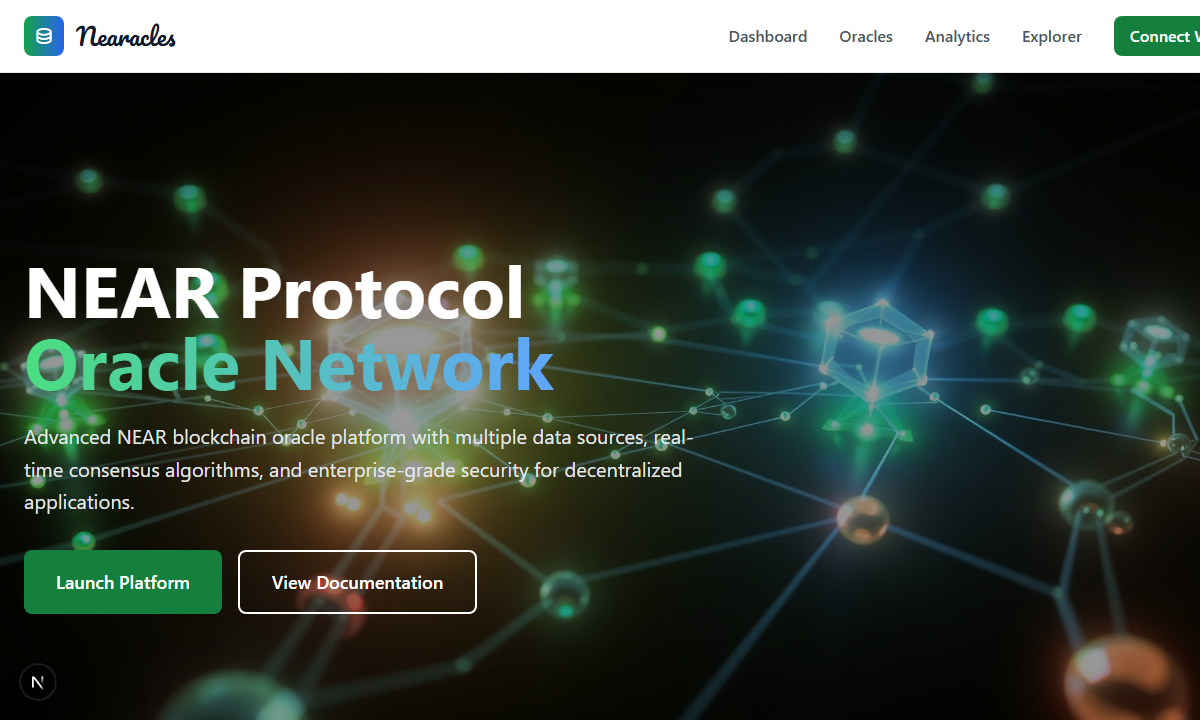 Nearacles
Dashboard
Oracles
Analytics
Explorer
Connect
NEAR Protocol
Oracle Network
Advanced NEAR blockchain oracle platform with multiple data sources, real-
time consensus algorithms, and enterprise-grade security for decentralized
applications.
Launch Platform
View Documentation
N